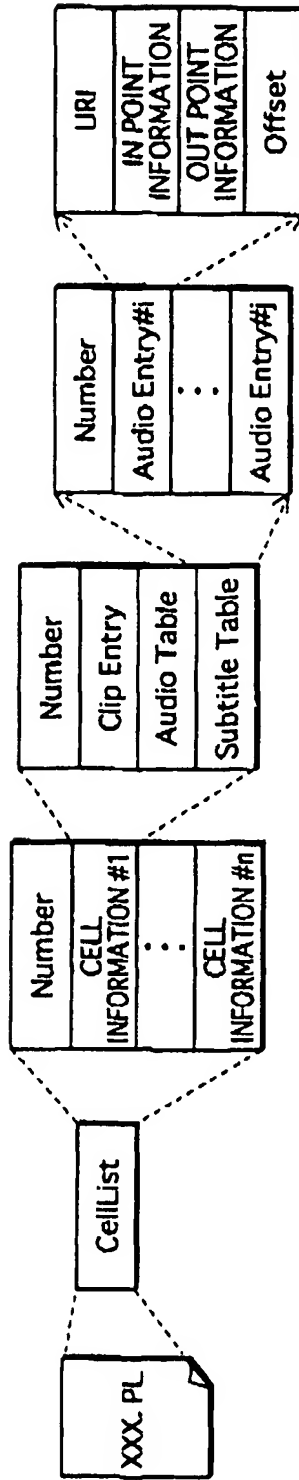 XXX. PL
CellList
Number
CELL
INFORMATION #1
⋮
CELL
INFORMATION #n
Number
Clip Entry
Audio Table
Subtitle Table
Number
Audio Entry#i
⋮
Audio Entry#j
URI
IN POINT
INFORMATION
OUT POINT
INFORMATION
Offset